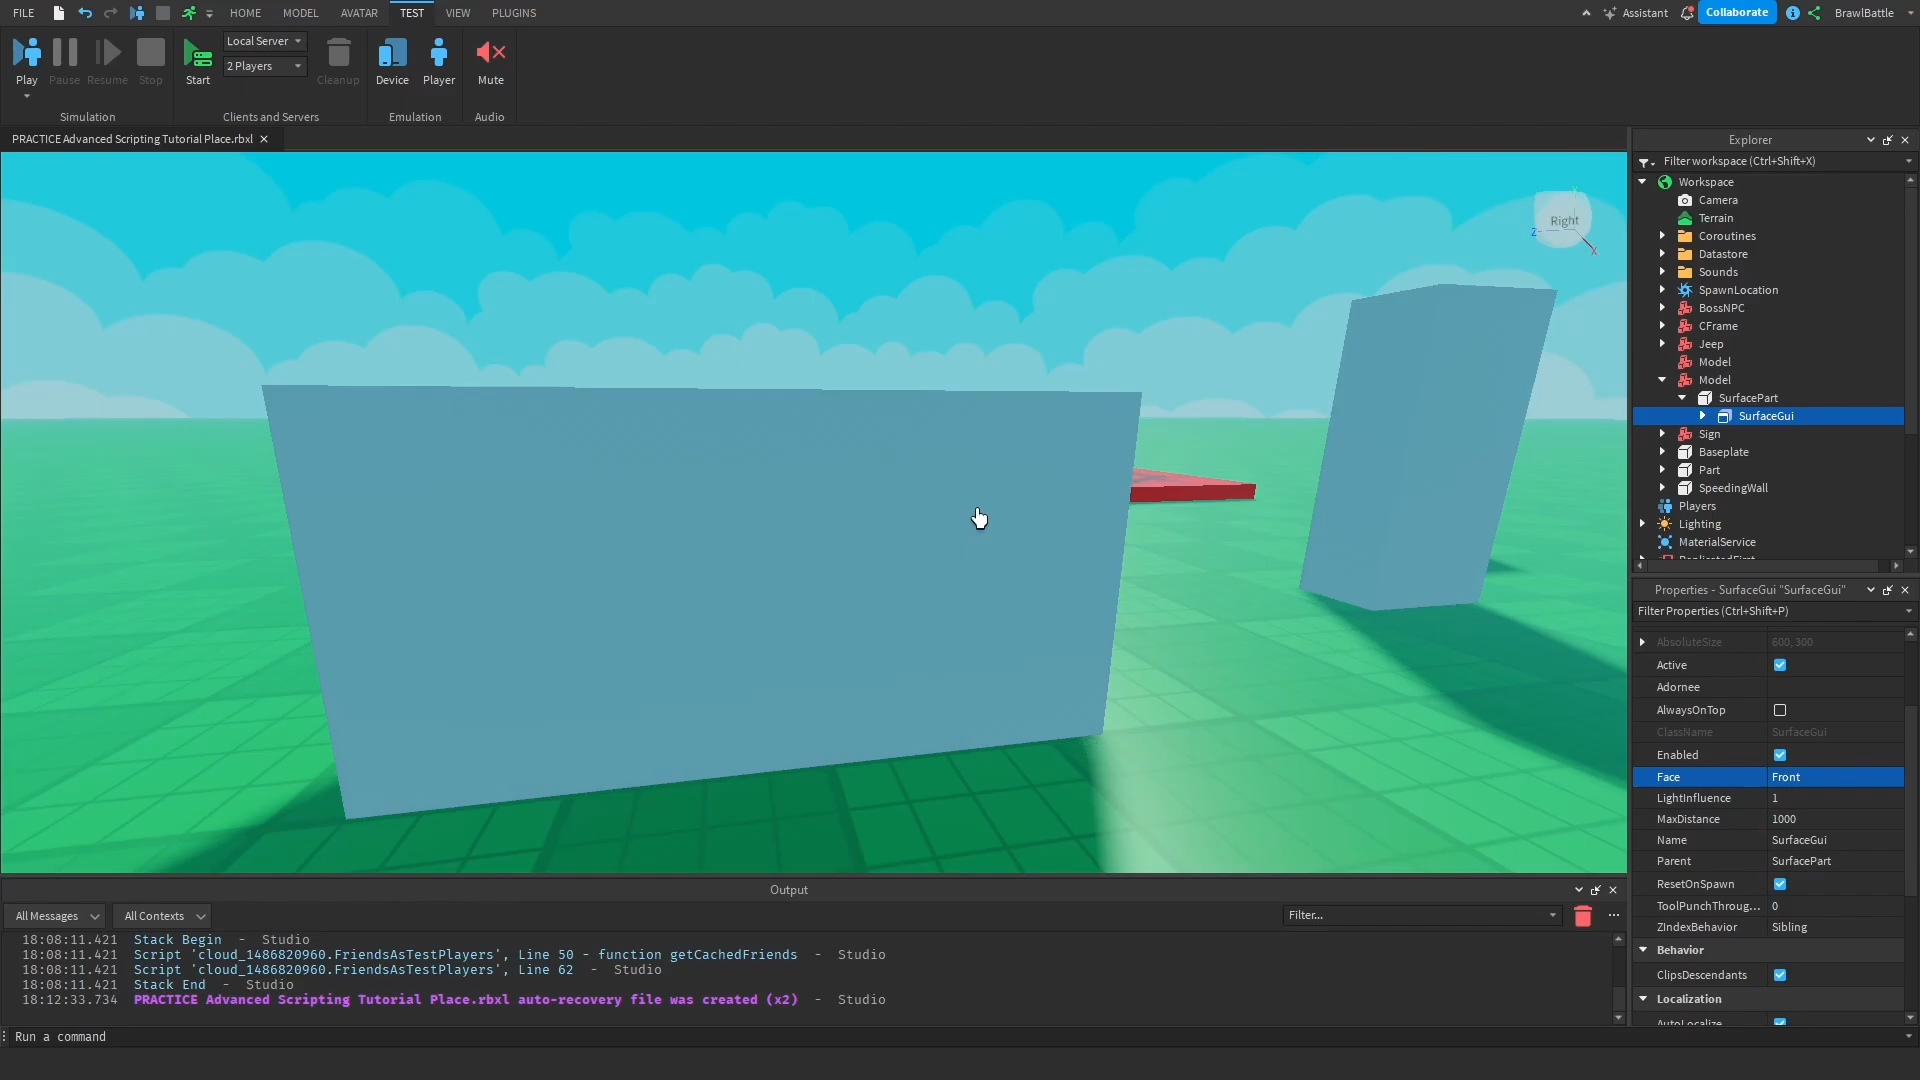 FILE HOME MODEL AVATAR TEST VIEW PLUGINS Assistant Collaborate BrawlBattle
Local Server
2 Players
Play Pause Resume Stop Start Cleanup Device Player Mute
Simulation Clients and Servers Emulation Audio
PRACTICE Advanced Scripting Tutorial Place.rbxl
Right
Z
X
Explorer
Filter workspace (Ctrl+Shift+X)
Workspace
Camera
Terrain
Coroutines
Datastore
Sounds
SpawnLocation
BossNPC
CFrame
Jeep
Model
Model
SurfacePart
SurfaceGui
Sign
Baseplate
Part
SpeedingWall
Players
Lighting
MaterialService
Properties - SurfaceGui "SurfaceGui"
Filter Properties (Ctrl+Shift+P)
AbsoluteSize 600, 300
Active
Adornee
AlwaysOnTop
ClassName SurfaceGui
Enabled
Face Front
LightInfluence 1
MaxDistance 1000
Name SurfaceGui
Parent SurfacePart
ResetOnSpawn
ToolPunchThroug... 0
ZIndexBehavior Sibling
Behavior
ClipsDescendants
Localization
AutoLocalize
Output
All Messages All Contexts Filter...
18:08:11.421 Stack Begin - Studio
18:08:11.421 Script 'cloud_1486820960.FriendsAsTestPlayers', Line 50 - function getCachedFriends - Studio
18:08:11.421 Script 'cloud_1486820960.FriendsAsTestPlayers', Line 62 - Studio
18:08:11.421 Stack End - Studio
18:12:33.734 PRACTICE Advanced Scripting Tutorial Place.rbxl auto-recovery file was created (x2) - Studio
Run a command